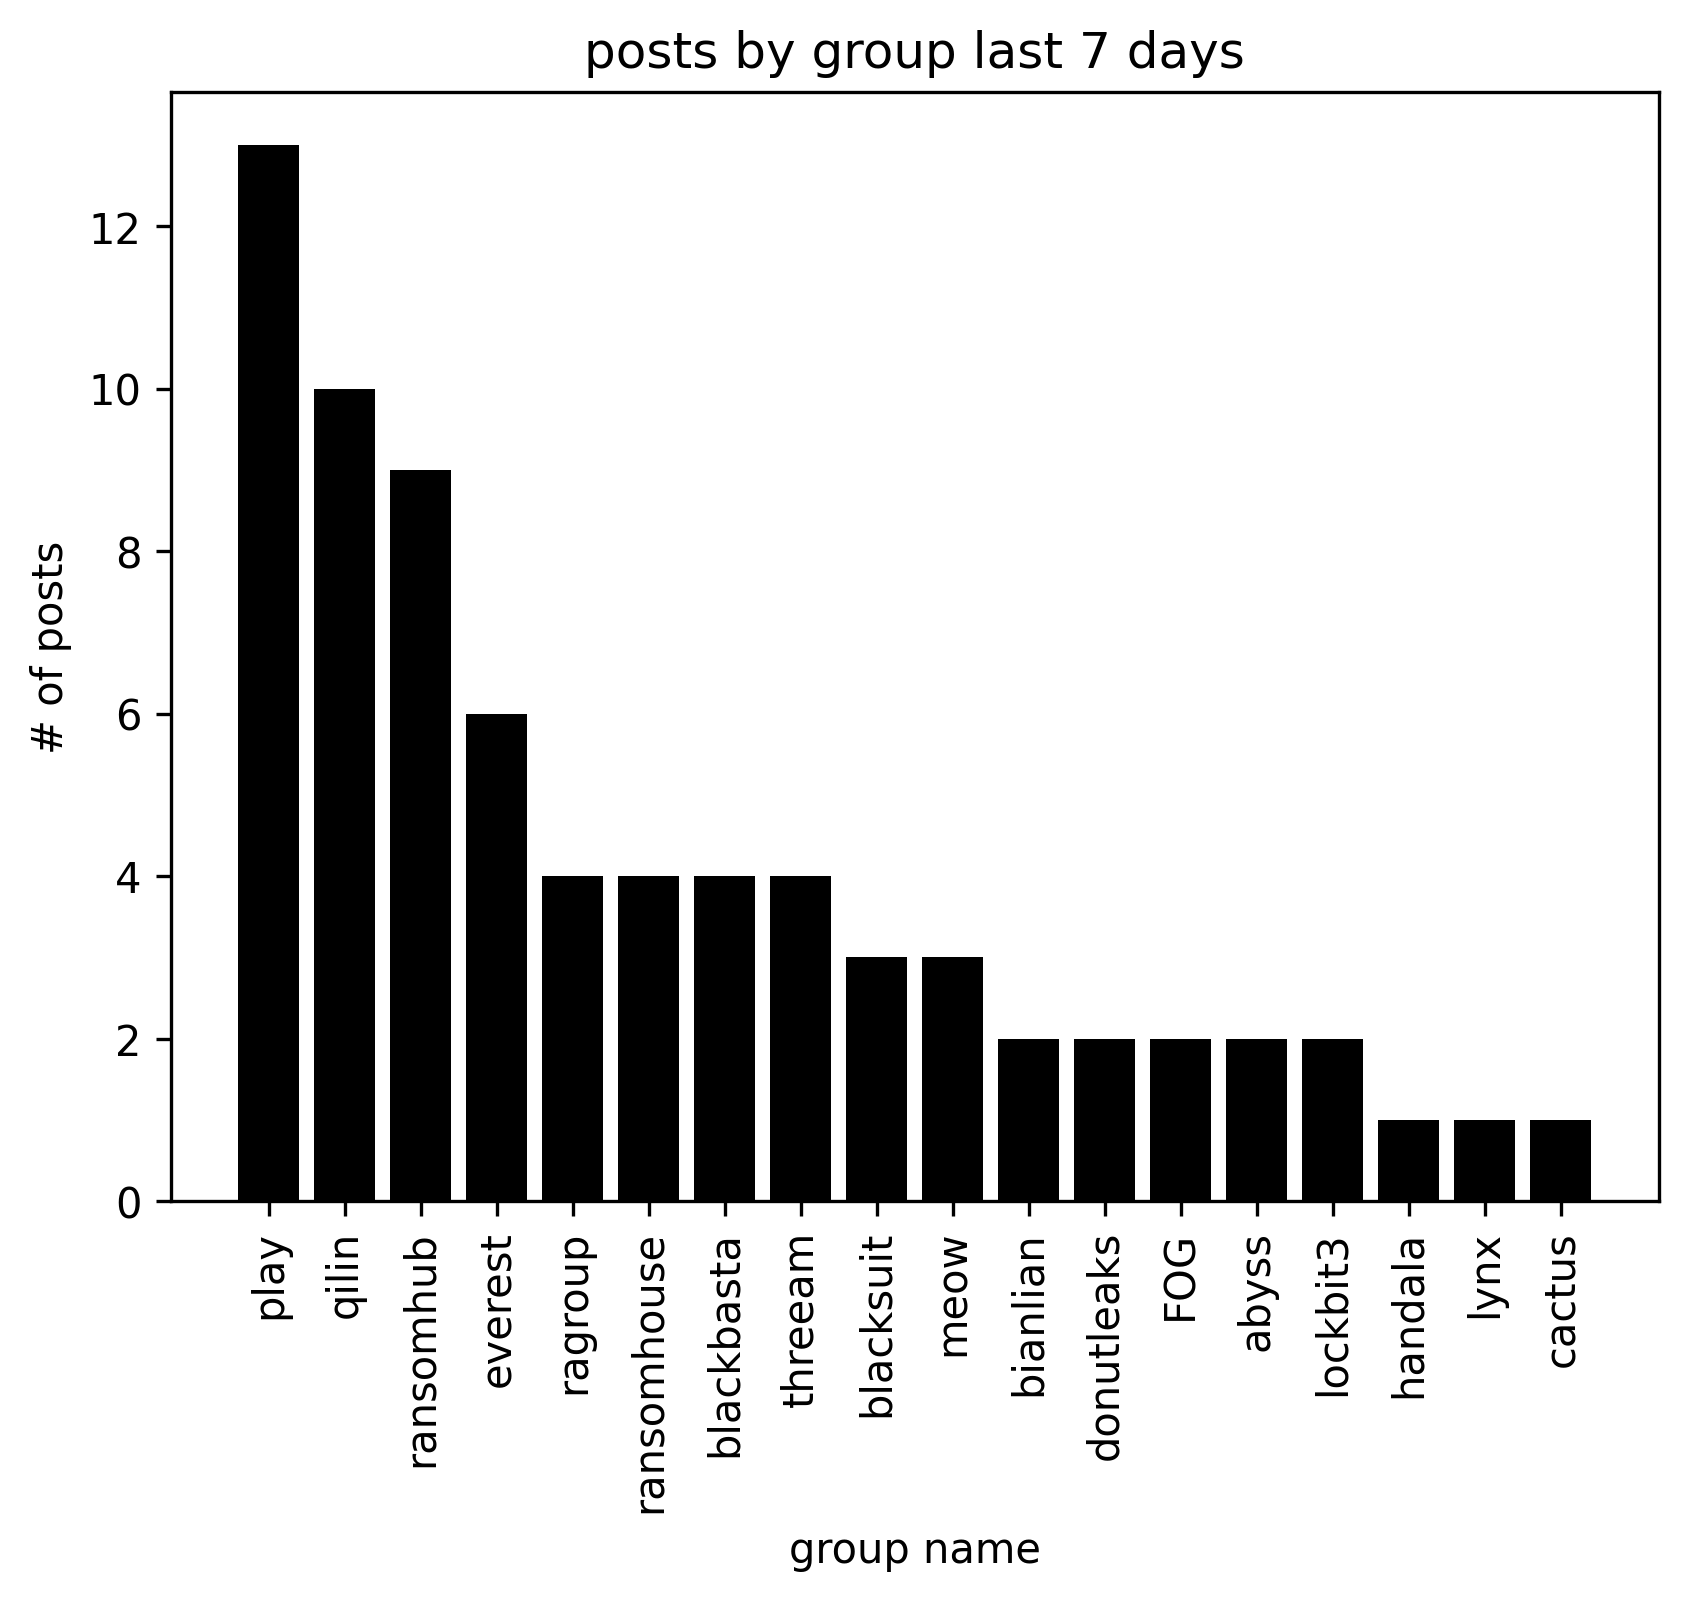 posts by group last 7 days
12
10
8
6
4
2
0
# of posts
play
qilin
ransomhub
everest
ragroup
ransomhouse
blackbasta
threeam
blacksuit
meow
bianlian
donutleaks
FOG
abyss
lockbit3
handala
lynx
cactus
group name